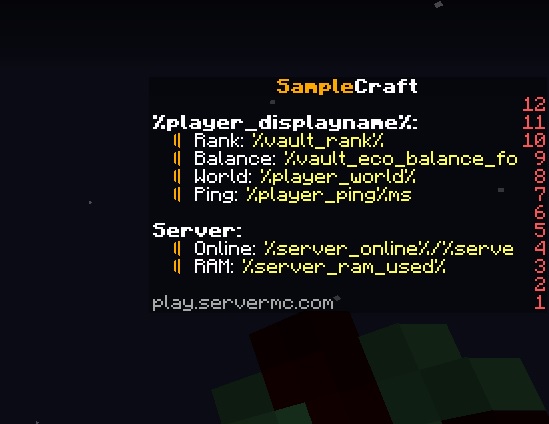 SampleCraft
12
%player_displayname%: 11
Rank: %vault_rank% 10
Balance: %vault_eco_balance_fo 9
World: %player_world% 8
Ping: %player_ping%ms 7
6
Server: 5
Online: %server_online%/%serve 4
RAM: %server_ram_used% 3
2
play.servermc.com 1